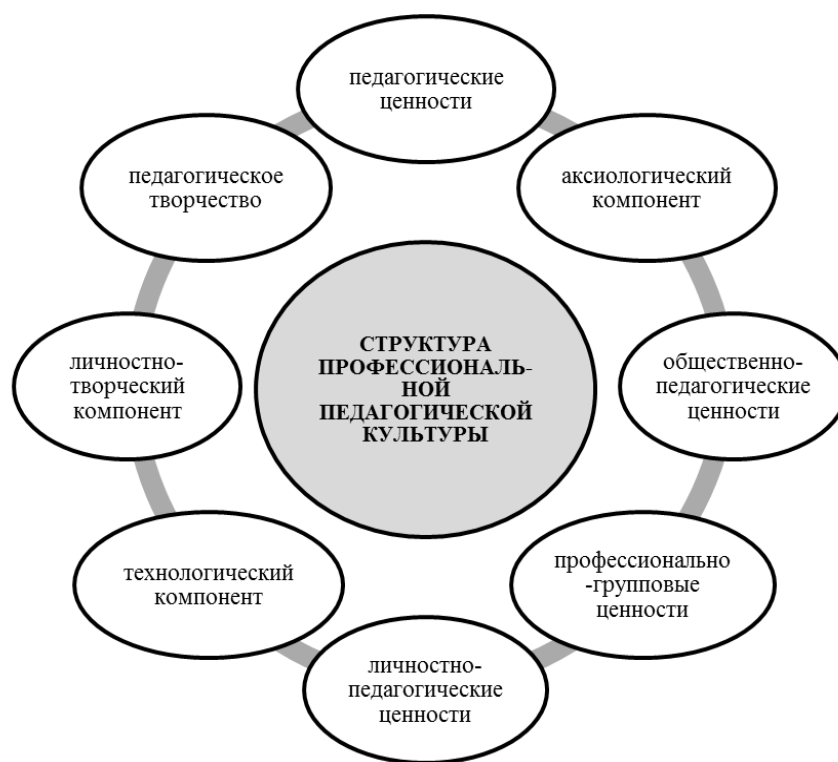 педагогические
ценности
аксиологический
компонент
общественно-
педагогические
ценности
профессионально
-групповые
ценности
личностно-
педагогические
ценности
технологический
компонент
личностно-
творческий
компонент
педагогическое
творчество
СТРУКТУРА
ПРОФЕССИОНАЛЬ-
НОЙ
ПЕДАГОГИЧЕСКОЙ
КУЛЬТУРЫ